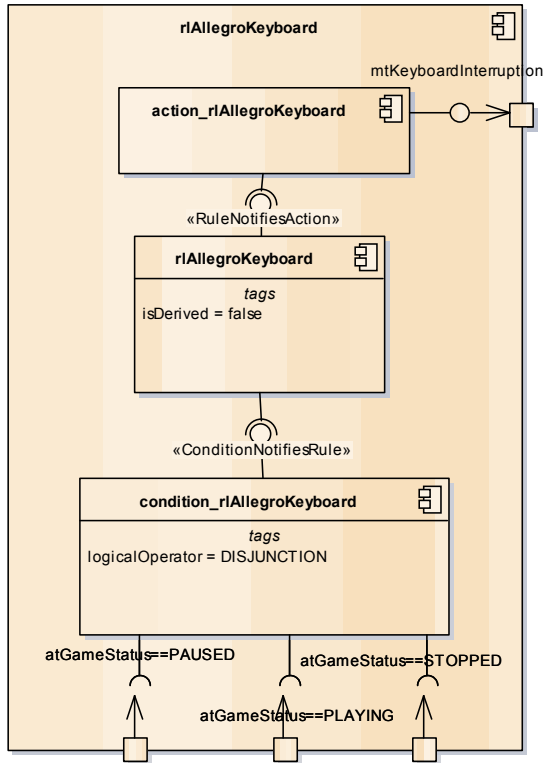 rlAllegroKeyboard
mtKeyboardInterruption
action_rlAllegroKeyboard
«RuleNotifiesAction»
rlAllegroKeyboard
tags
isDerived = false
«ConditionNotifiesRule»
condition_rlAllegroKeyboard
tags
logicalOperator = DISJUNCTION
atGameStatus==PAUSED
atGameStatus==STOPPED
atGameStatus==PLAYING